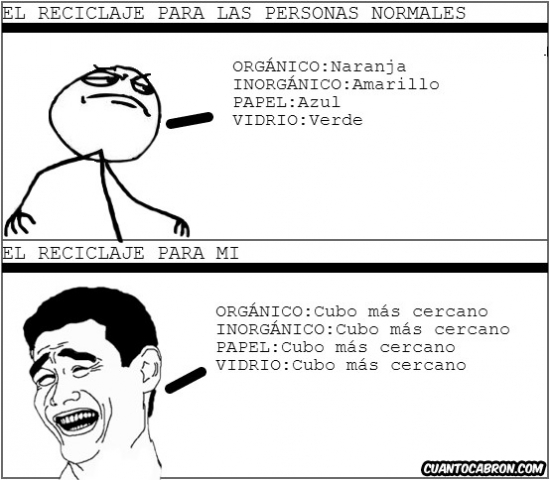 EL RECICLAJE PARA LAS PERSONAS NORMALES
ORGÁNICO:Naranja
INORGÁNICO:Amarillo
PAPEL:Azul
VIDRIO:Verde
EL RECICLAJE PARA MI
ORGÁNICO:Cubo más cercano
INORGÁNICO:Cubo más cercano
PAPEL:Cubo más cercano
VIDRIO:Cubo más cercano
CUANTOCABRON.COM